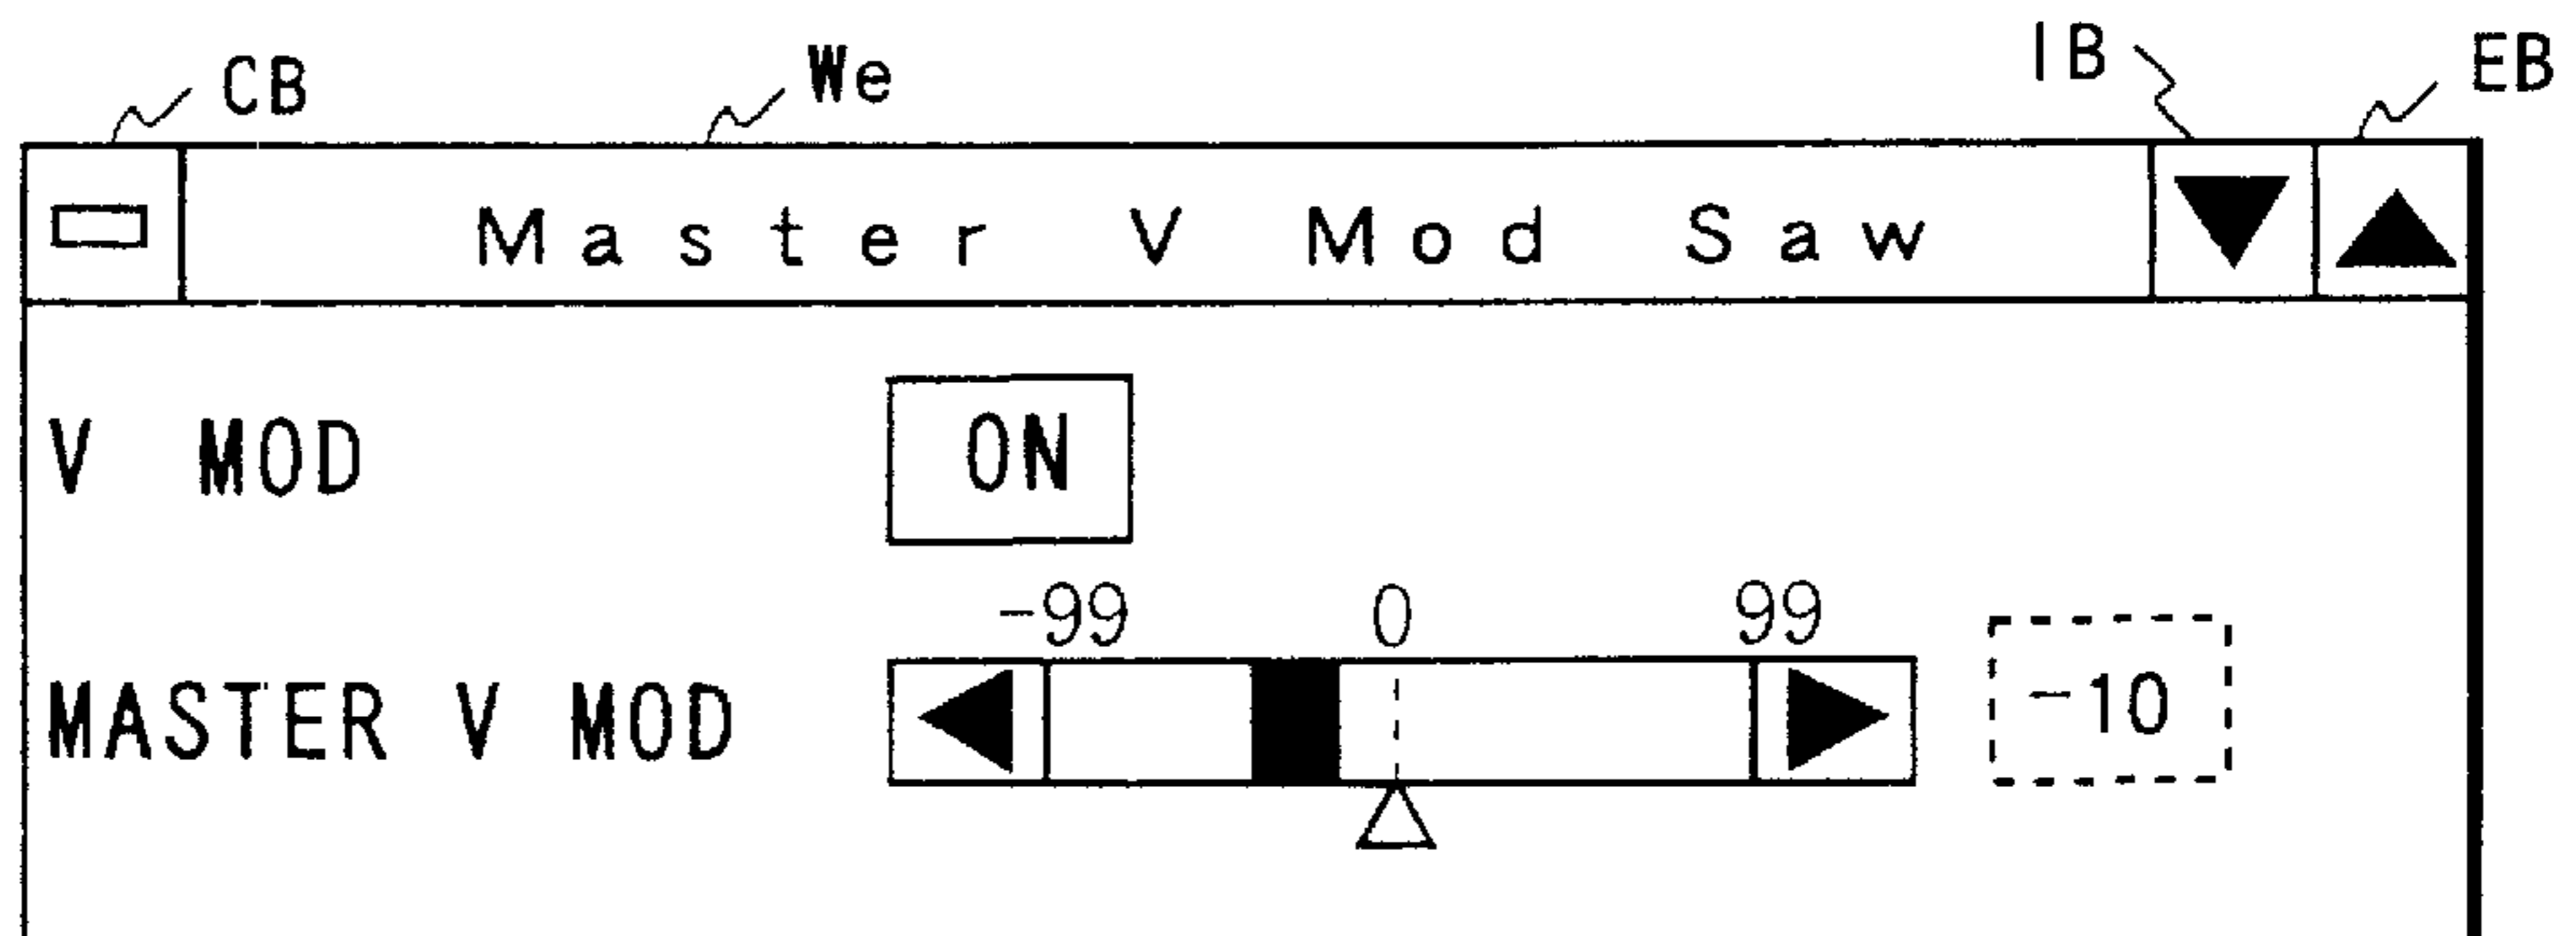 CB We IB EB
Master V Mod Saw
V MOD ON
-99 0 99
MASTER V MOD -10